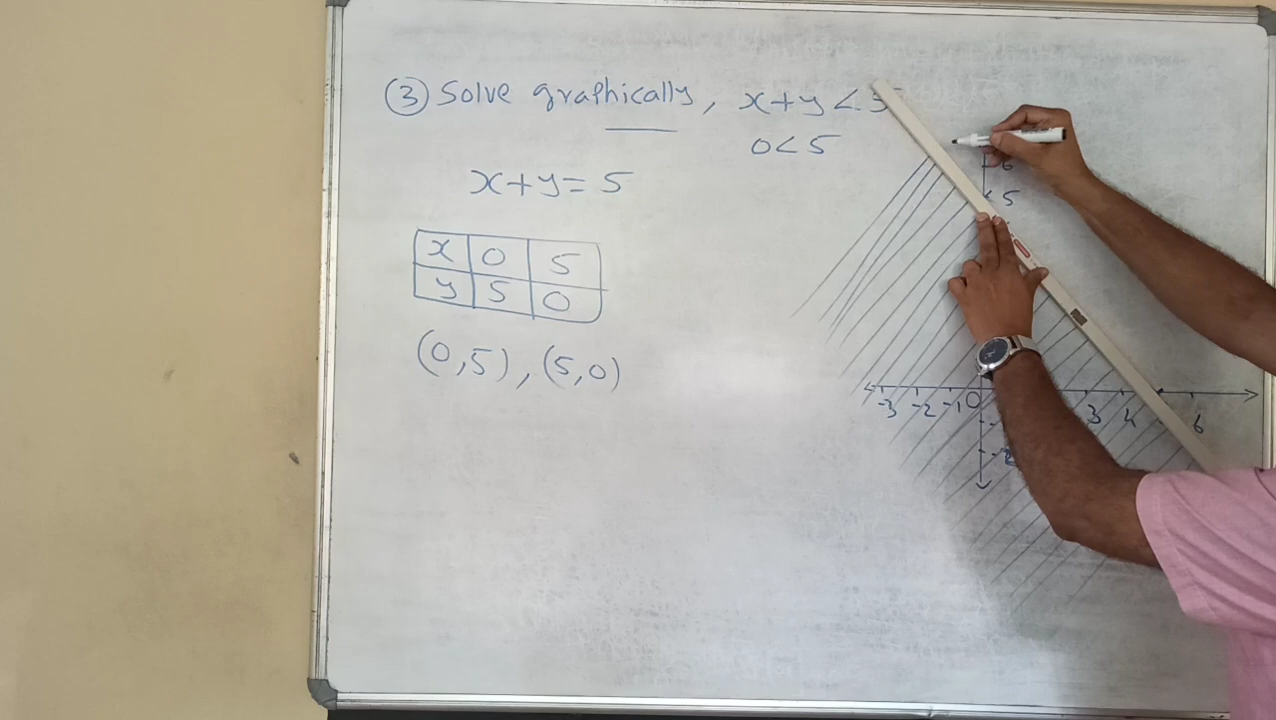 ③ Solve graphically, x+y < 5
0 < 5
x+y = 5
x 0 5
y 5 0
(0,5), (5,0)
6
5
-3 -2 -1 0 3 4 6